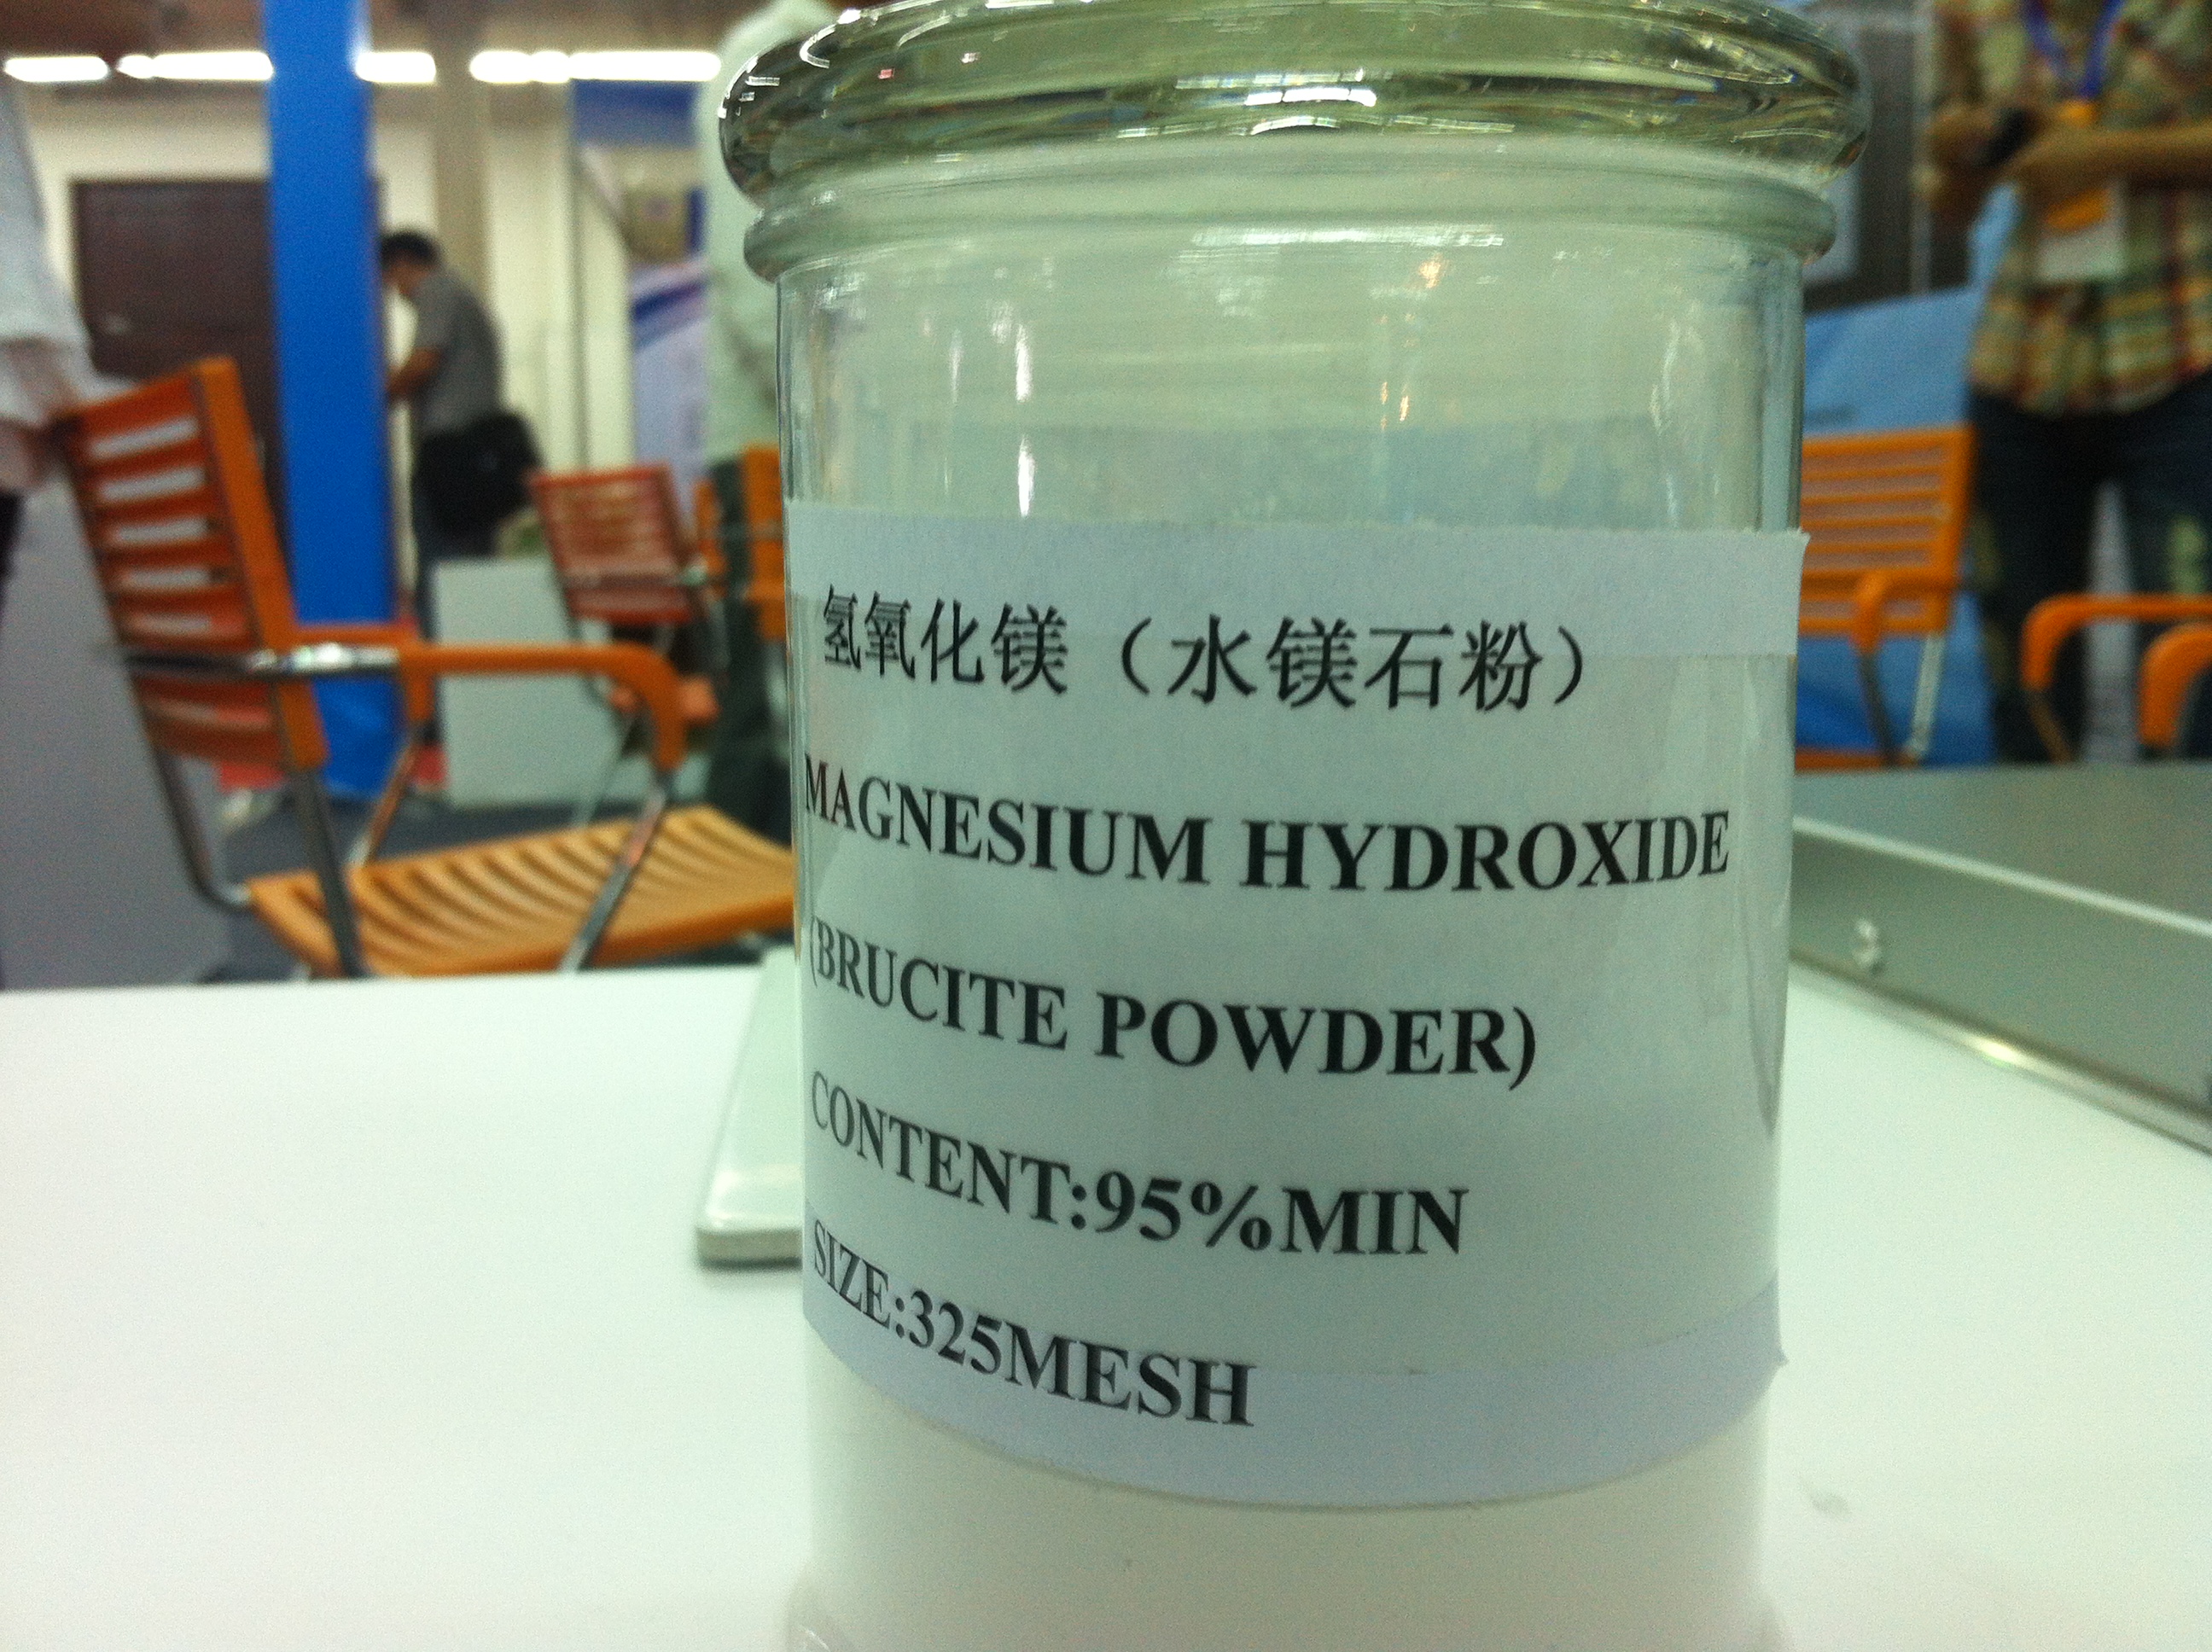 氢氧化镁（水镁石粉）
MAGNESIUM HYDROXIDE
(BRUCITE POWDER)
CONTENT:95%MIN
SIZE:325MESH